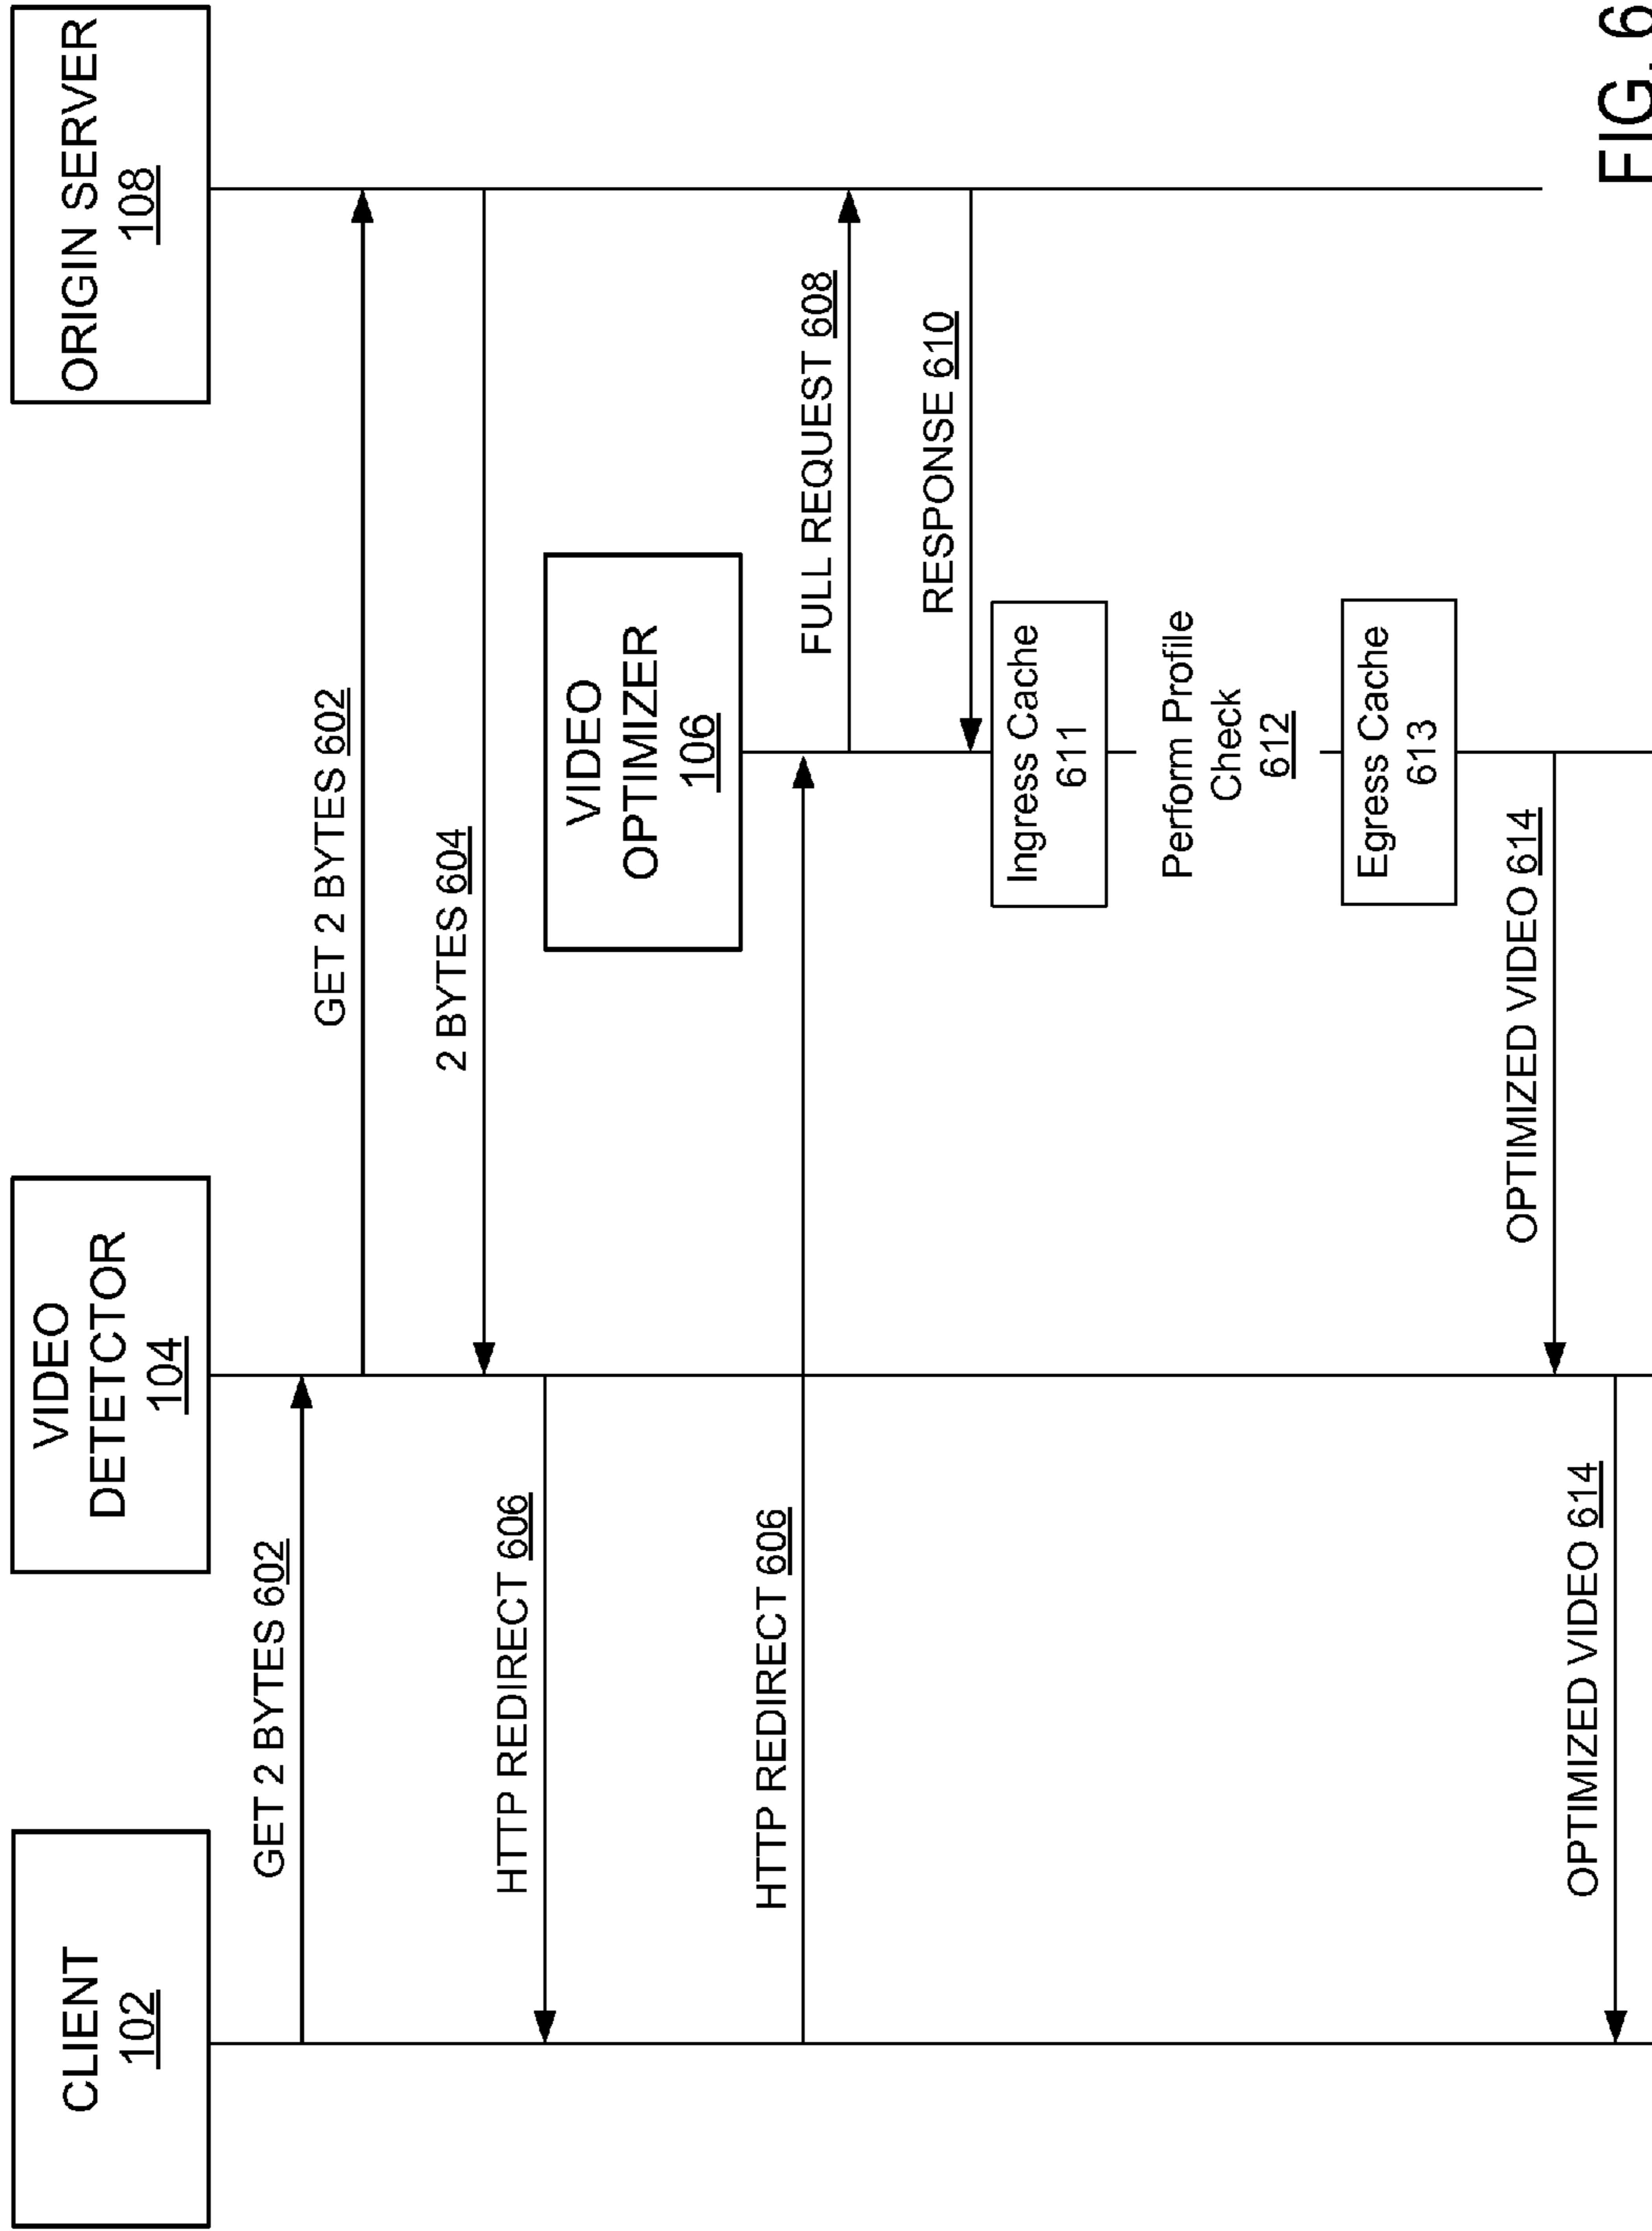 CLIENT
102
VIDEO
DETETCTOR
104
ORIGIN SERVER
108
GET 2 BYTES 602
GET 2 BYTES 602
2 BYTES 604
HTTP REDIRECT 606
VIDEO
OPTIMIZER
106
HTTP REDIRECT 606
FULL REQUEST 608
RESPONSE 610
Ingress Cache
611
Perform Profile
Check
612
Egress Cache
613
OPTIMIZED VIDEO 614
OPTIMIZED VIDEO 614
FIG. 6